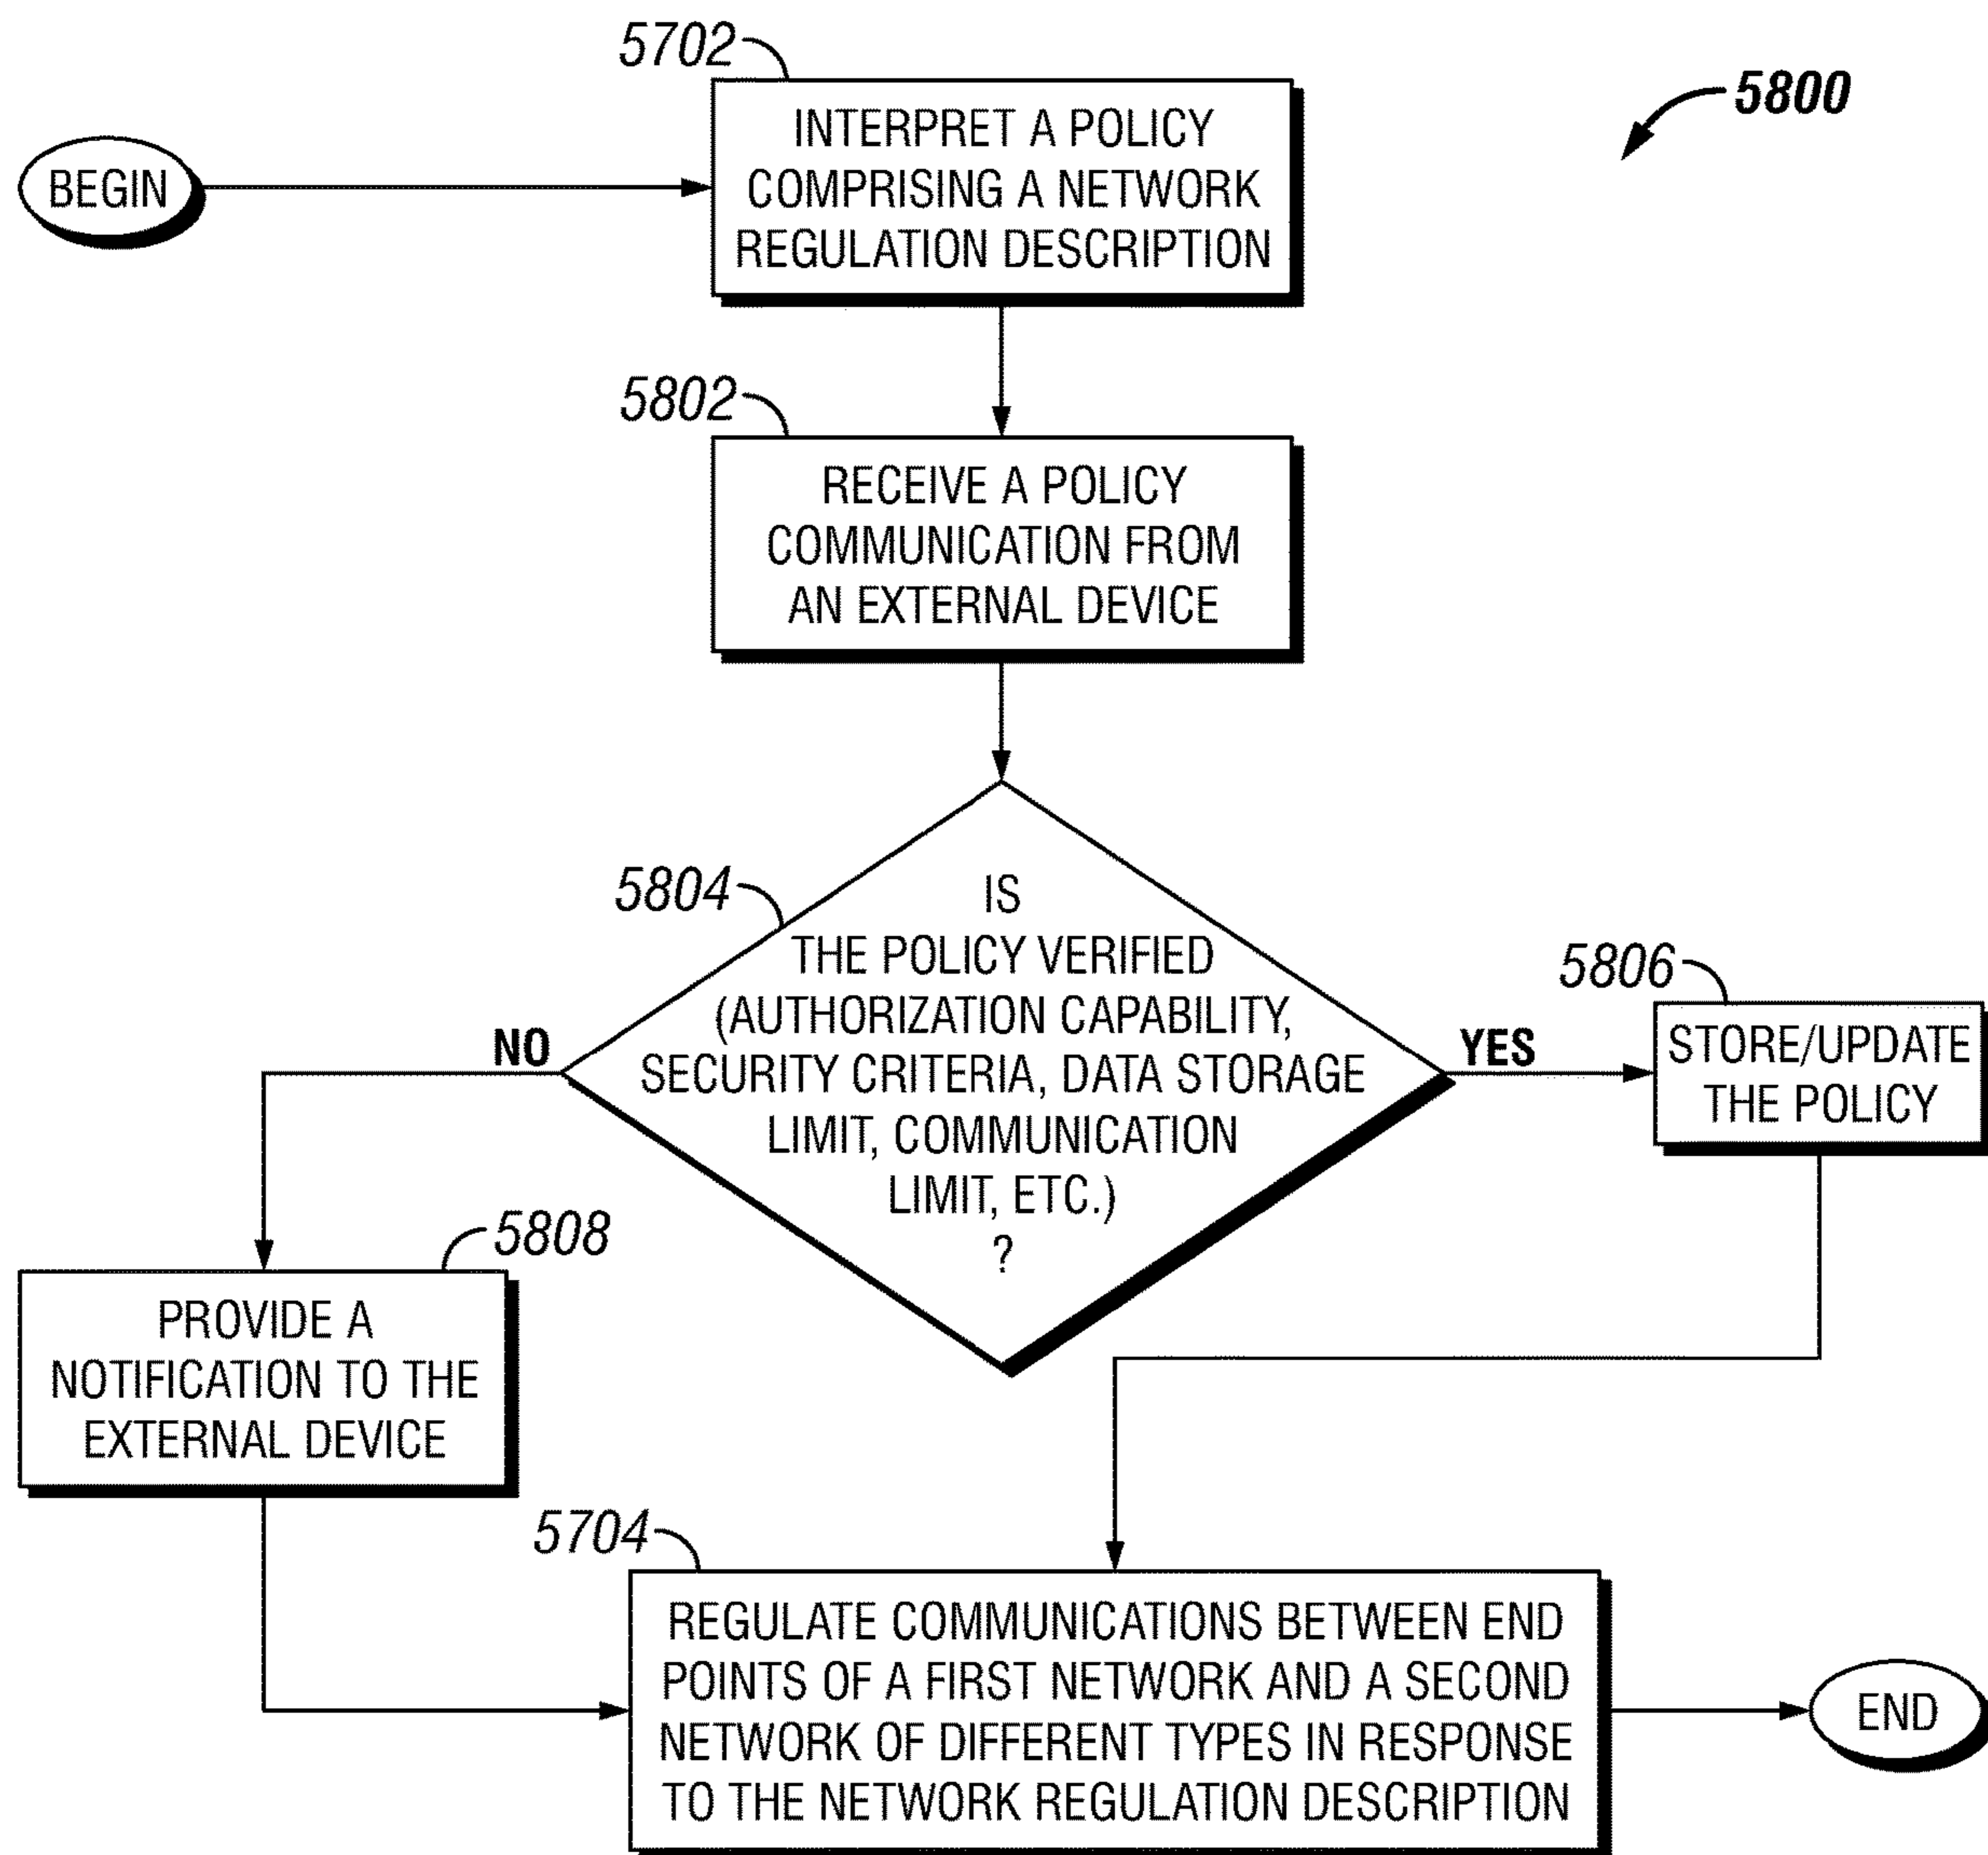 5702
5800
BEGIN
INTERPRET A POLICY
COMPRISING A NETWORK
REGULATION DESCRIPTION
5802
RECEIVE A POLICY
COMMUNICATION FROM
AN EXTERNAL DEVICE
5804
IS
THE POLICY VERIFIED
(AUTHORIZATION CAPABILITY,
SECURITY CRITERIA, DATA STORAGE
LIMIT, COMMUNICATION
LIMIT, ETC.)
?
NO
YES
5806
STORE/UPDATE
THE POLICY
5808
PROVIDE A
NOTIFICATION TO THE
EXTERNAL DEVICE
5704
REGULATE COMMUNICATIONS BETWEEN END
POINTS OF A FIRST NETWORK AND A SECOND
NETWORK OF DIFFERENT TYPES IN RESPONSE
TO THE NETWORK REGULATION DESCRIPTION
END